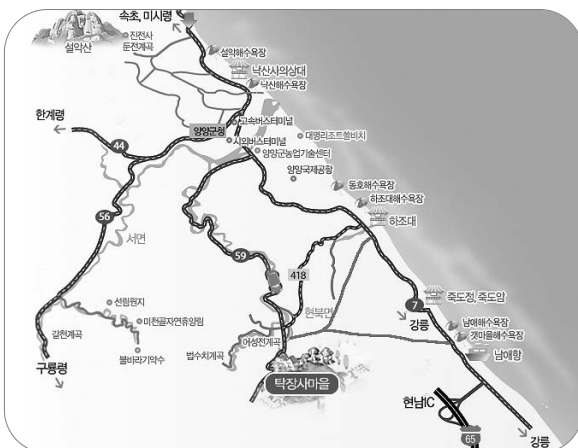 속초, 미시령
설악산
진전사
둔전계곡
설악해수욕장
낙산사의상대
낙산해수욕장
한계령
44
양양군청
고속버스터미널
시외버스터미널
대명리조트쏠비치
양양군농업기술센터
양양국제공항
동호해수욕장
하조대해수욕장
하조대
56
서면
59
418
현북면
7
강릉
죽도정, 죽도암
선림원지
미천골자연휴양림
갈천계곡
불바라기약수
구룡령
법수치계곡
어성전계곡
탁장사마을
남애해수욕장
갯마을해수욕장
남애항
현남IC
65
강릉